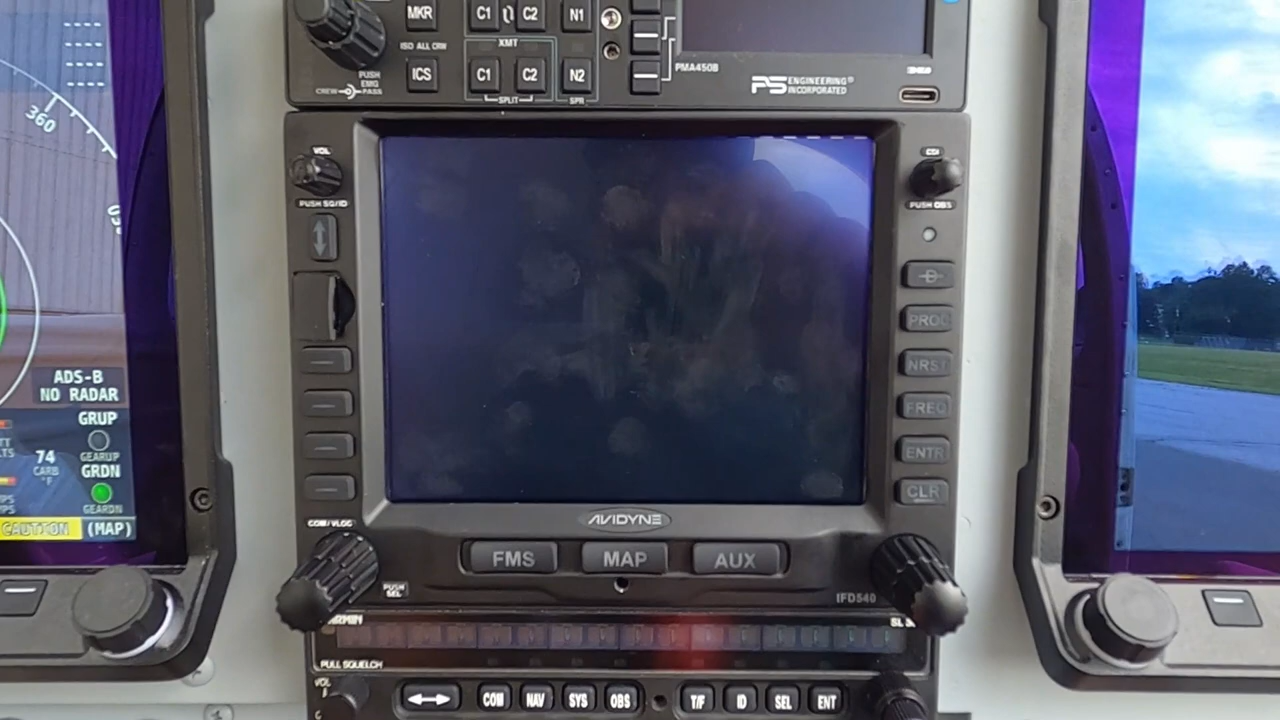 MKR
C1
C2
N1
ISO ALL CRW
XMT
ICS
C1
C2
N2
PUSH
EMG
CREW
PASS
SPLIT
SPR
PMA450B
PS ENGINEERING®
INCORPORATED
360
VOL
PUSH SQ/ID
CDI
PUSH OBS
D
PROC
NRST
FREQ
ENTR
CLR
ADS-B
NO RADAR
GRUP
GEARUP
74
CARB
°F
GRDN
GEARDN
CAUTION (MAP)
COM/VLOC
AVIDYNE
FMS
MAP
AUX
PUSH
SEL
IFD540
PULL SQUELCH
VOL
COM
NAV
SYS
OBS
T/F
ID
SEL
ENT